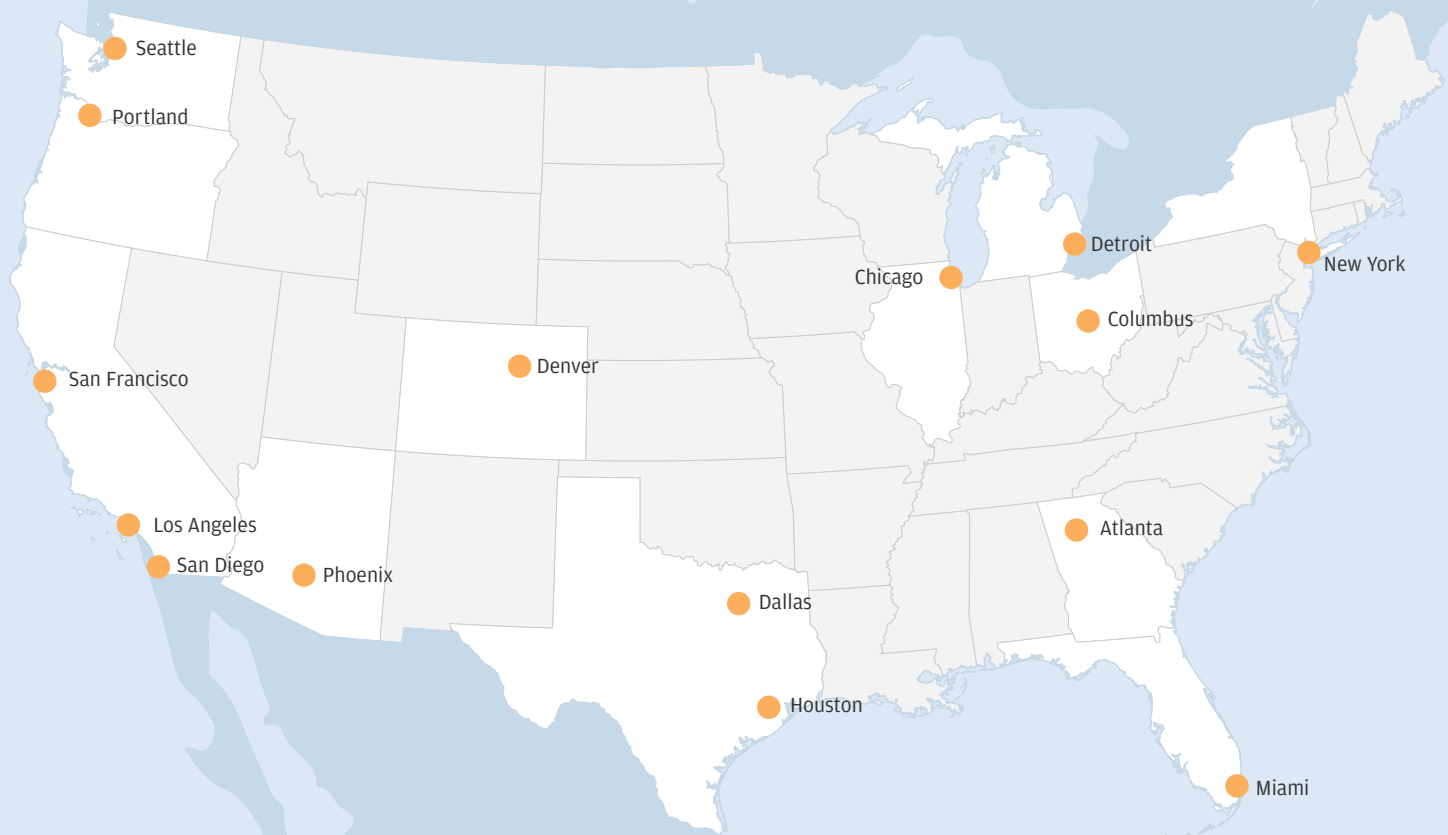 Seattle
Portland
Detroit
New York
Chicago
Columbus
Denver
San Francisco
Los Angeles
Atlanta
San Diego
Phoenix
Dallas
Houston
Miami